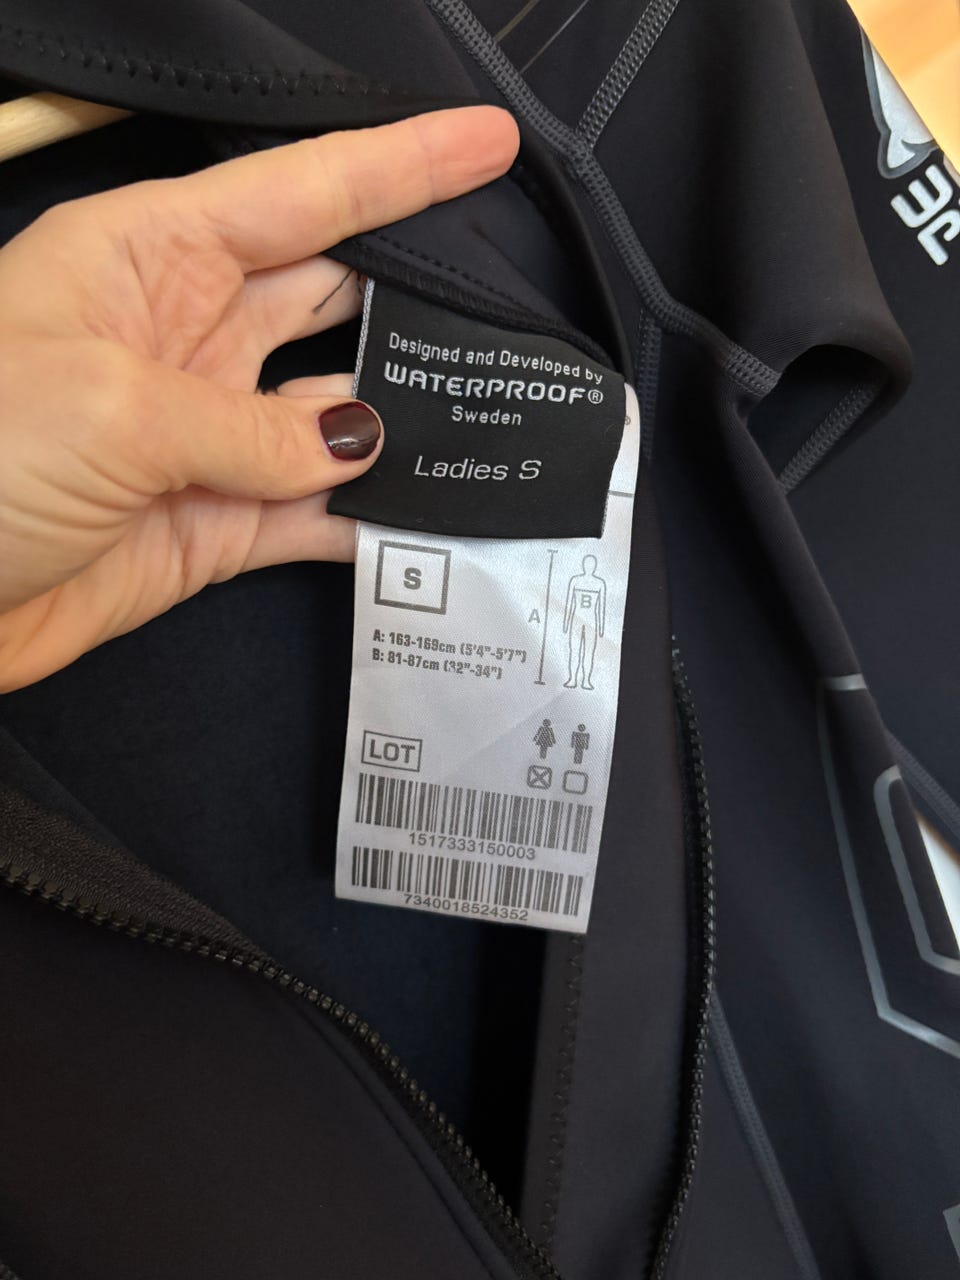 Designed and Developed by
WATERPROOF®
Sweden
Ladies S
S
A: 163-169cm (5'4"-5'7")
B: 81-87cm (32"-34")
A
B
LOT
1517333150003
7340018524352